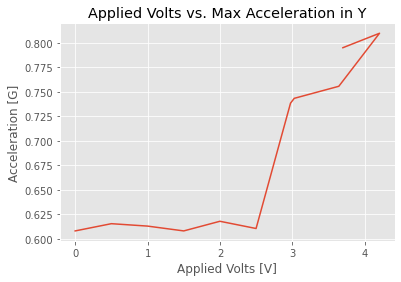 Applied Volts vs. Max Acceleration in Y
Acceleration [G]
0.800
0.775
0.750
0.725
0.700
0.675
0.650
0.625
0.600
0 1 2 3 4
Applied Volts [V]